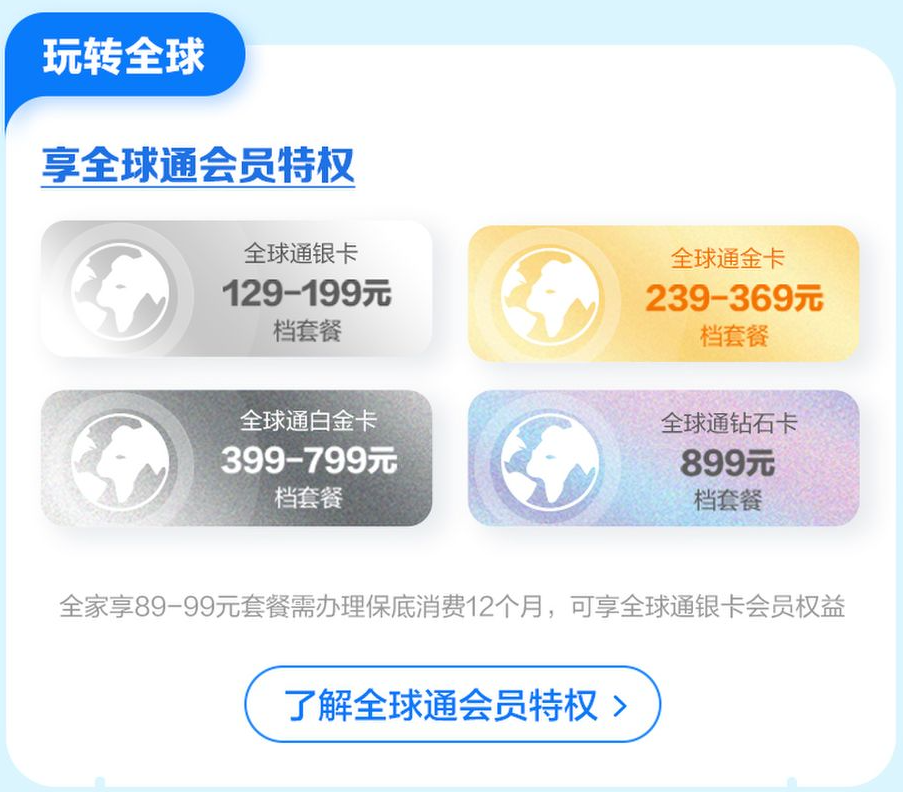 玩转全球
享全球通会员特权
全球通银卡
129-199元
档套餐
全球通金卡
239-369元
档套餐
全球通白金卡
399-799元
档套餐
全球通钻石卡
899元
档套餐
全家享89-99元套餐需办理保底消费12个月，可享全球通银卡会员权益
了解全球通会员特权 >